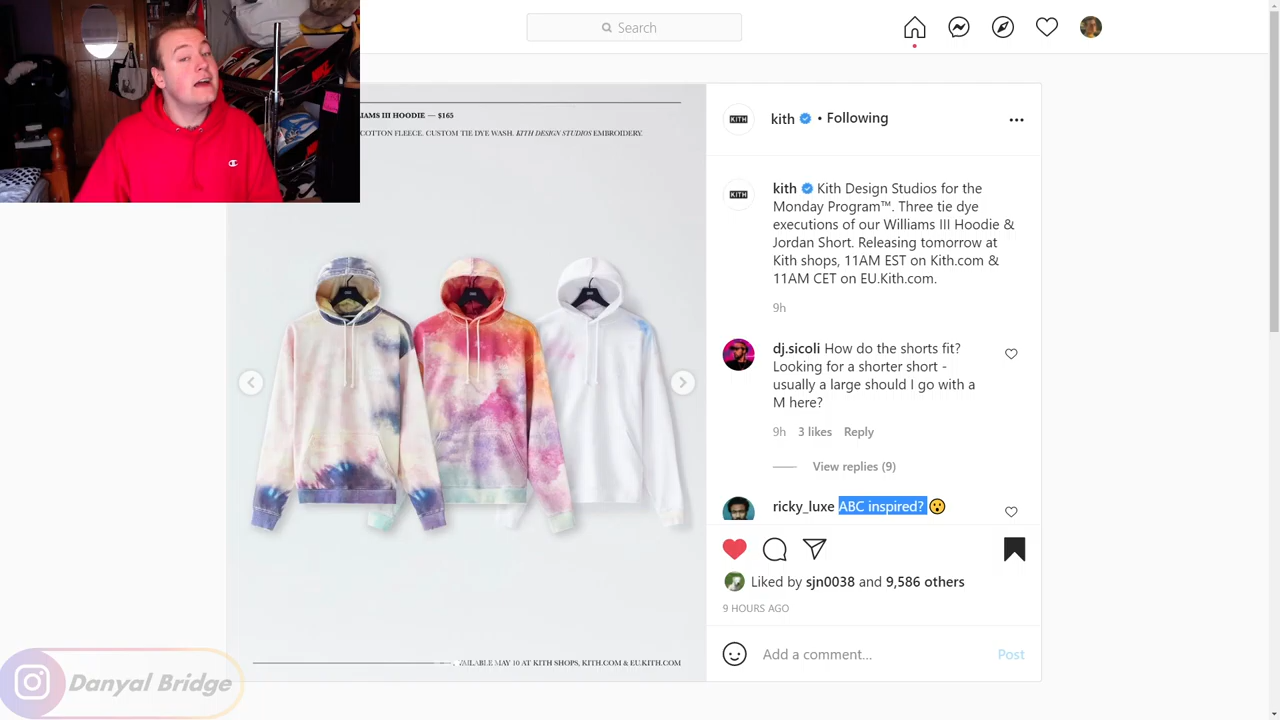 Search
IAMS III HOODIE — $165
COTTON FLEECE. CUSTOM TIE DYE WASH. KITH DESIGN STUDIOS EMBROIDERY.
AVAILABLE MAY 10 AT KITH SHOPS, KITH.COM & EU.KITH.COM
KITH
kith • Following
KITH
kith Kith Design Studios for the
Monday Program™. Three tie dye
executions of our Williams III Hoodie &
Jordan Short. Releasing tomorrow at
Kith shops, 11AM EST on Kith.com &
11AM CET on EU.Kith.com.
9h
dj.sicoli How do the shorts fit?
Looking for a shorter short -
usually a large should I go with a
M here?
9h 3 likes Reply
View replies (9)
ricky_luxe ABC inspired? 😮
Liked by sjn0038 and 9,586 others
9 HOURS AGO
Add a comment...
Post
Danyal Bridge